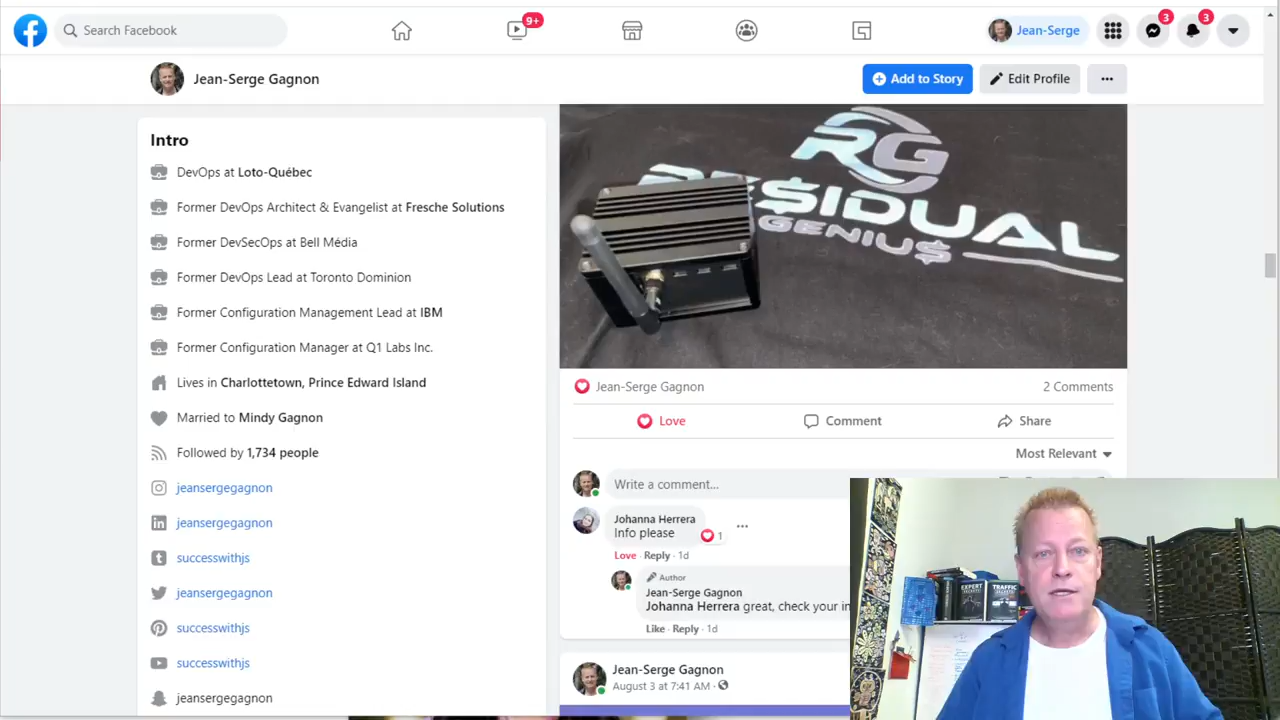 Search Facebook
9+
Jean-Serge
3
3
Jean-Serge Gagnon
Add to Story
Edit Profile
Intro
DevOps at Loto-Québec
Former DevOps Architect & Evangelist at Fresche Solutions
Former DevSecOps at Bell Média
Former DevOps Lead at Toronto Dominion
Former Configuration Management Lead at IBM
Former Configuration Manager at Q1 Labs Inc.
Lives in Charlottetown, Prince Edward Island
Married to Mindy Gagnon
Followed by 1,734 people
jeansergegagnon
jeansergegagnon
successwithjs
jeansergegagnon
successwithjs
successwithjs
jeansergegagnon
RG
RE$IDUAL
GENIU$
Jean-Serge Gagnon
2 Comments
Love
Comment
Share
Most Relevant
Write a comment...
Johanna Herrera
Info please
1
Love · Reply · 1d
Author
Jean-Serge Gagnon
Johanna Herrera great, check your in
Like · Reply · 1d
Jean-Serge Gagnon
August 3 at 7:41 AM ·
EXPERT
SECRETS
TRAFFIC
SECRETS